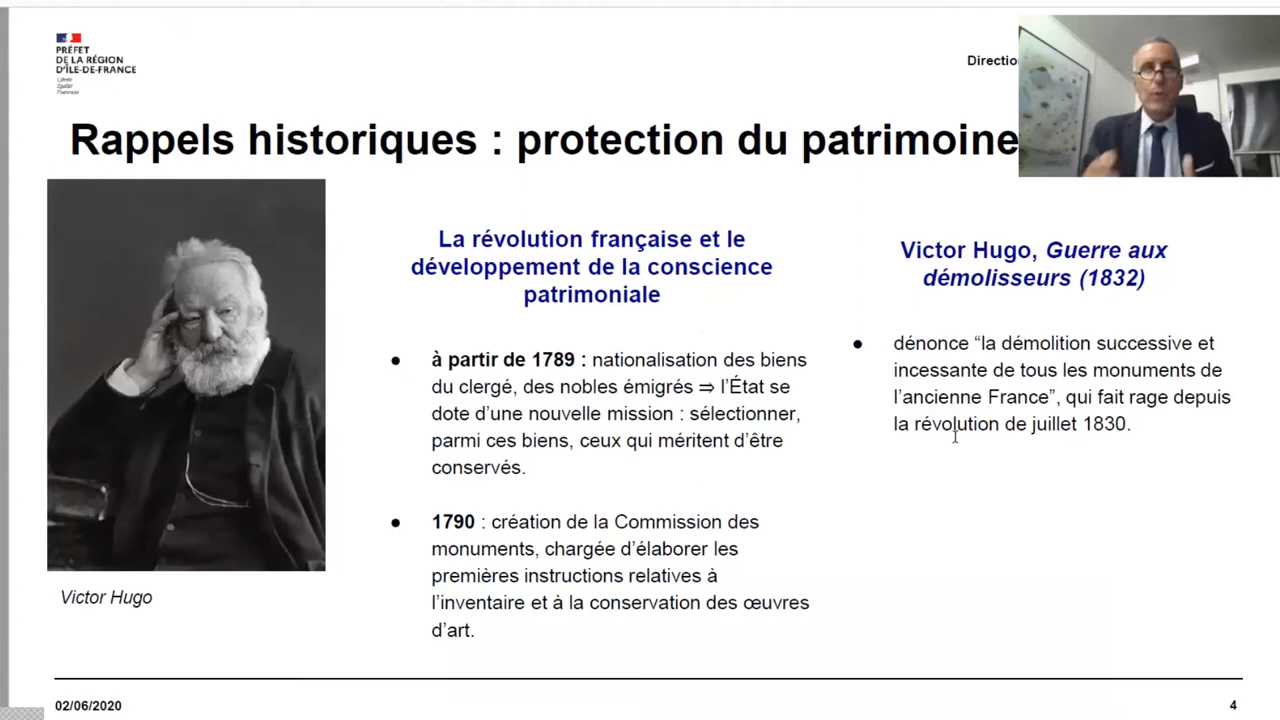 PRÉFET
DE LA RÉGION
D'ÎLE-DE-FRANCE
Liberté
Égalité
Fraternité
Directio
Rappels historiques : protection du patrimoine
La révolution française et le
développement de la conscience
patrimoniale
● à partir de 1789 : nationalisation des biens
du clergé, des nobles émigrés ⇒ l'État se
dote d'une nouvelle mission : sélectionner,
parmi ces biens, ceux qui méritent d'être
conservés.
● 1790 : création de la Commission des
monuments, chargée d'élaborer les
premières instructions relatives à
l'inventaire et à la conservation des œuvres
d'art.
Victor Hugo, Guerre aux
démolisseurs (1832)
● dénonce “la démolition successive et
incessante de tous les monuments de
l'ancienne France”, qui fait rage depuis
la révolution de juillet 1830.
Victor Hugo
02/06/2020
4